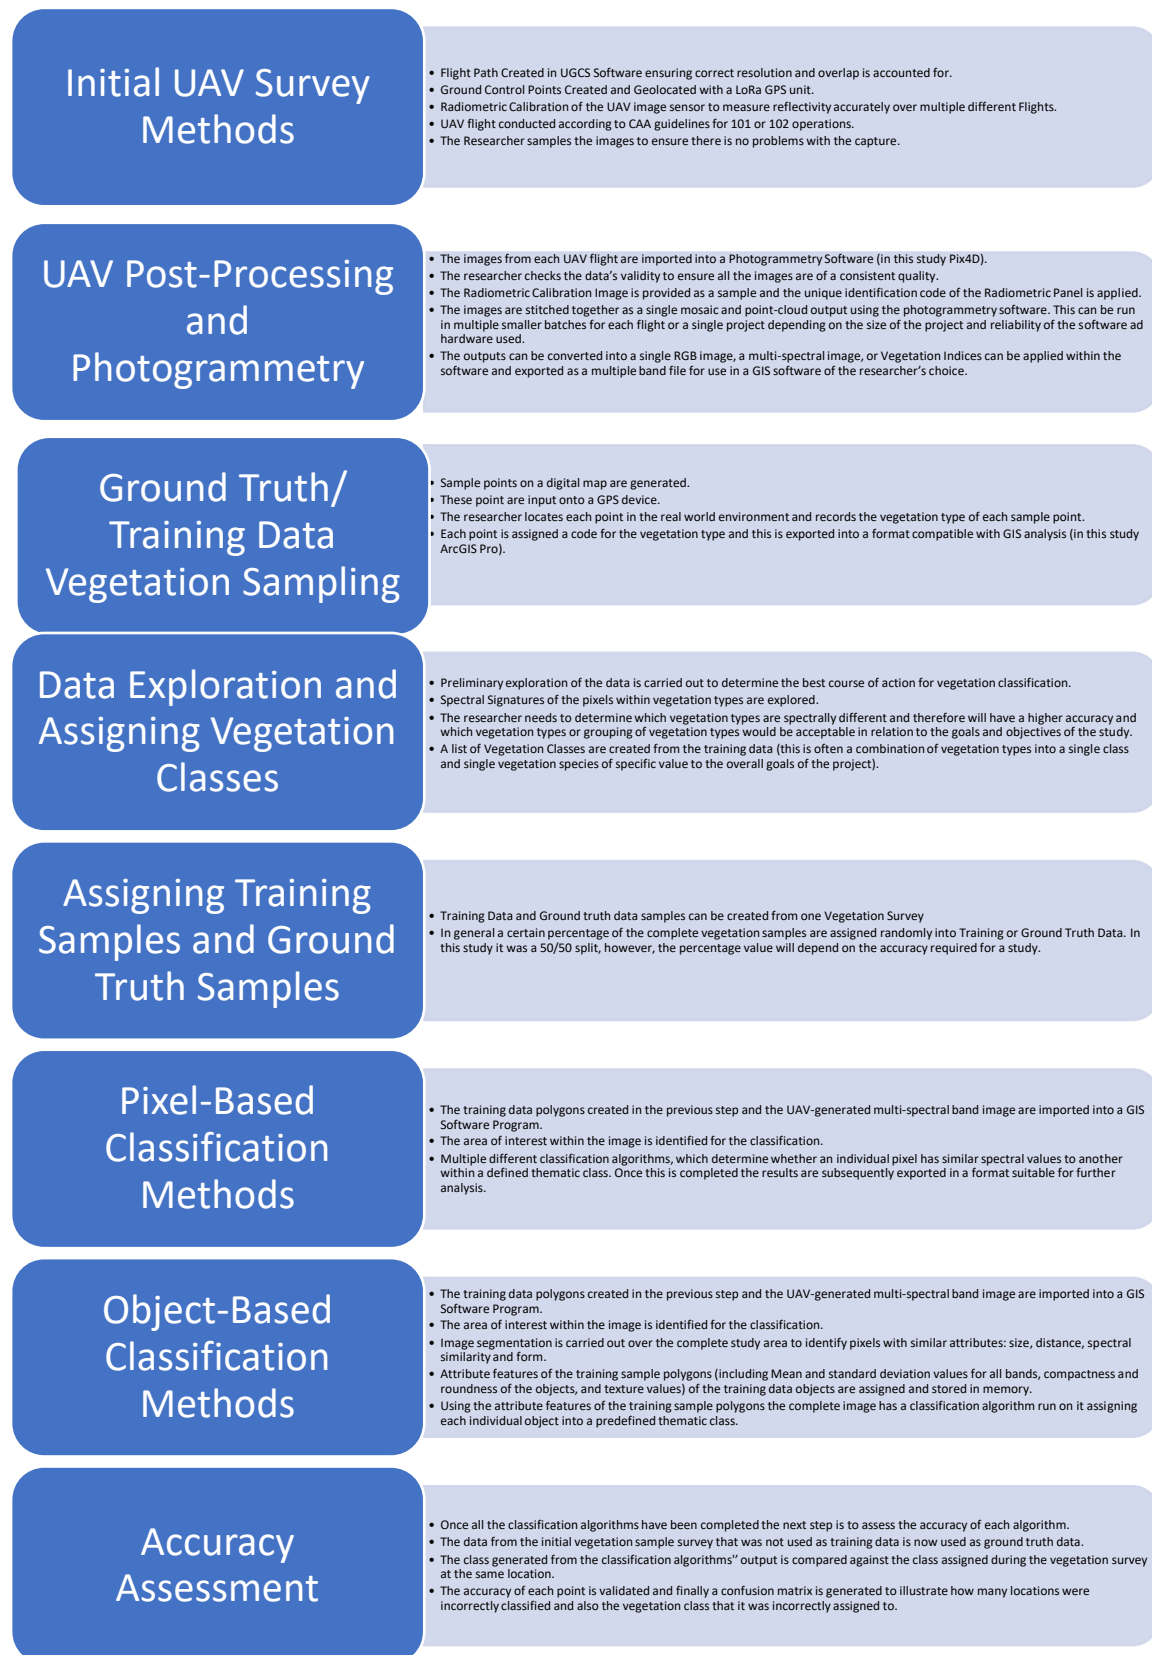 Initial UAV Survey
Methods
• Flight Path Created in UGCS Software ensuring correct resolution and overlap is accounted for.
• Ground Control Points Created and Geolocated with a LoRa GPS unit.
• Radiometric Calibration of the UAV image sensor to measure reflectivity accurately over multiple different Flights.
• UAV flight conducted according to CAA guidelines for 101 or 102 operations.
• The Researcher samples the images to ensure there is no problems with the capture.
UAV Post-Processing
and
Photogrammetry
• The images from each UAV flight are imported into a Photogrammetry Software (in this study Pix4D).
• The researcher checks the data's validity to ensure all the images are of a consistent quality.
• The Radiometric Calibration Image is provided as a sample and the unique identification code of the Radiometric Panel is applied.
• The images are stitched together as a single mosaic and point-cloud output using the photogrammetry software. This can be run
in multiple smaller batches for each flight or a single project depending on the size of the project and reliability of the software ad
hardware used.
• The outputs can be converted into a single RGB image, a multi-spectral image, or Vegetation Indices can be applied within the
software and exported as a multiple band file for use in a GIS software of the researcher's choice.
Ground Truth/
Training Data
Vegetation Sampling
• Sample points on a digital map are generated.
• These point are input onto a GPS device.
• The researcher locates each point in the real world environment and records the vegetation type of each sample point.
• Each point is assigned a code for the vegetation type and this is exported into a format compatible with GIS analysis (in this study
ArcGIS Pro).
Data Exploration and
Assigning Vegetation
Classes
• Preliminary exploration of the data is carried out to determine the best course of action for vegetation classification.
• Spectral Signatures of the pixels within vegetation types are explored.
• The researcher needs to determine which vegetation types are spectrally different and therefore will have a higher accuracy and
which vegetation types or grouping of vegetation types would be acceptable in relation to the goals and objectives of the study.
• A list of Vegetation Classes are created from the training data (this is often a combination of vegetation types into a single class
and single vegetation species of specific value to the overall goals of the project).
Assigning Training
Samples and Ground
Truth Samples
• Training Data and Ground truth data samples can be created from one Vegetation Survey
• In general a certain percentage of the complete vegetation samples are assigned randomly into Training or Ground Truth Data. In
this study it was a 50/50 split, however, the percentage value will depend on the accuracy required for a study.
Pixel-Based
Classification
Methods
• The training data polygons created in the previous step and the UAV-generated multi-spectral band image are imported into a GIS
Software Program.
• The area of interest within the image is identified for the classification.
• Multiple different classification algorithms, which determine whether an individual pixel has similar spectral values to another
within a defined thematic class. Once this is completed the results are subsequently exported in a format suitable for further
analysis.
Object-Based
Classification
Methods
• The training data polygons created in the previous step and the UAV-generated multi-spectral band image are imported into a GIS
Software Program.
• The area of interest within the image is identified for the classification.
• Image segmentation is carried out over the complete study area to identify pixels with similar attributes: size, distance, spectral
similarity and form.
• Attribute features of the training sample polygons (including Mean and standard deviation values for all bands, compactness and
roundness of the objects, and texture values) of the training data objects are assigned and stored in memory.
• Using the attribute features of the training sample polygons the complete image has a classification algorithm run on it assigning
each individual object into a predefined thematic class.
Accuracy
Assessment
• Once all the classification algorithms have been completed the next step is to assess the accuracy of each algorithm.
• The data from the initial vegetation sample survey that was not used as training data is now used as ground truth data.
• The class generated from the classification algorithms'' output is compared against the class assigned during the vegetation survey
at the same location.
• The accuracy of each point is validated and finally a confusion matrix is generated to illustrate how many locations were
incorrectly classified and also the vegetation class that it was incorrectly assigned to.